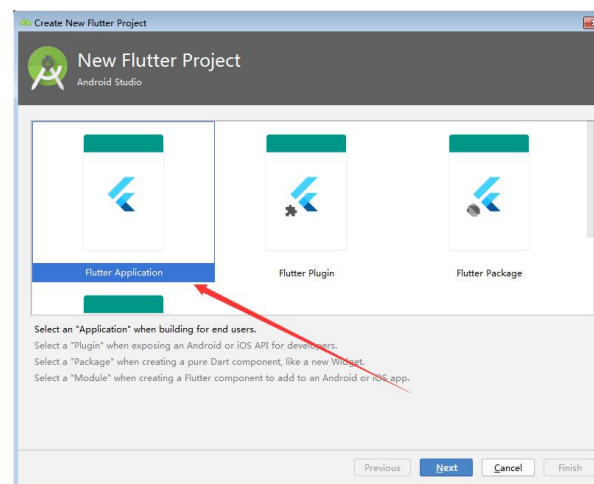 Create New Flutter Project
New Flutter Project
Android Studio
Flutter Application
Flutter Plugin
Flutter Package
Select an "Application" when building for end users.
Select a "Plugin" when exposing an Android or iOS API for developers.
Select a "Package" when creating a pure Dart component, like a new Widget.
Select a "Module" when creating a Flutter component to add to an Android or iOS app.
Previous Next Cancel Finish